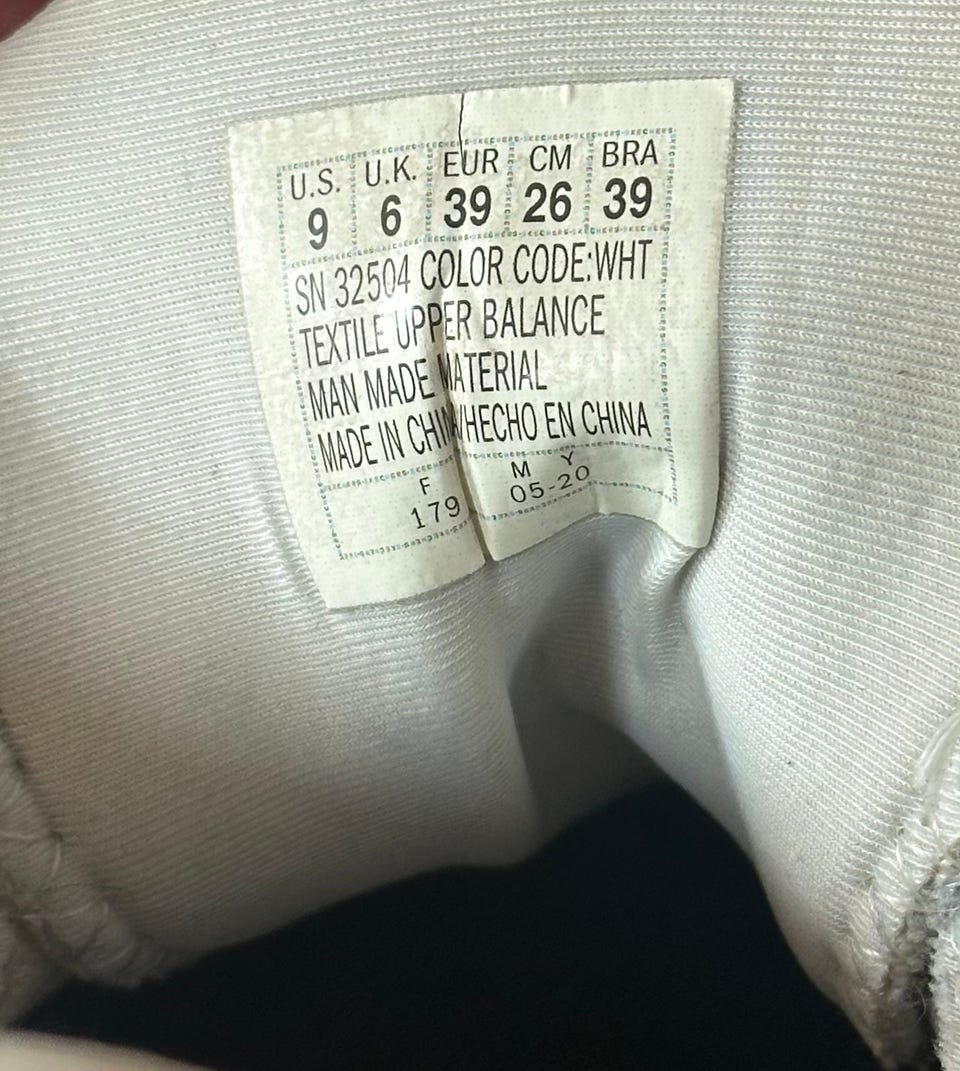 U.S. U.K. EUR CM BRA
9 6 39 26 39
SN 32504 COLOR CODE:WHT
TEXTILE UPPER BALANCE
MAN MADE MATERIAL
MADE IN CHINA/HECHO EN CHINA
F M Y
179 05-20